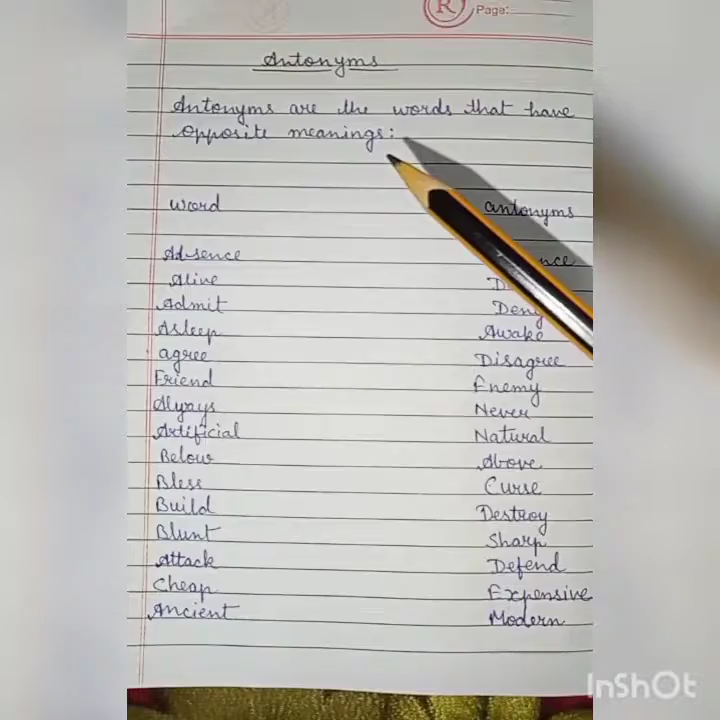 R
Page:
Antonyms
Antonyms are the words that have
opposite meanings:
word antonyms
Absence nce
Alive D
Admit Deny
Asleep Awake
agree Disagree
Friend Enemy
Always Never
Artificial Natural
Below Above
Bless Curse
Build Destroy
Blunt Sharp
Attack Defend
Cheap Expensive
Ancient Modern
InShOt